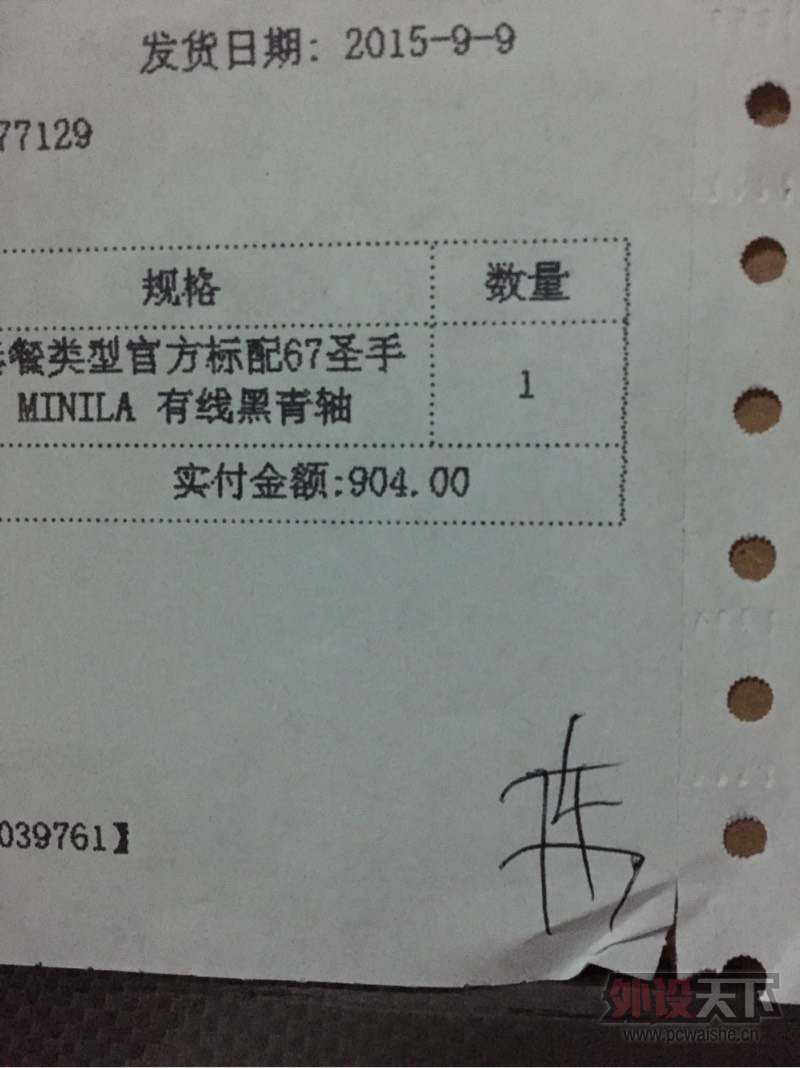 发货日期: 2015-9-9
77129
规格 数量
餐类型官方标配67圣手
MINILA 有线黑青轴
1
实付金额:904.00
039761】
外设天下
www.pcwaishe.cn